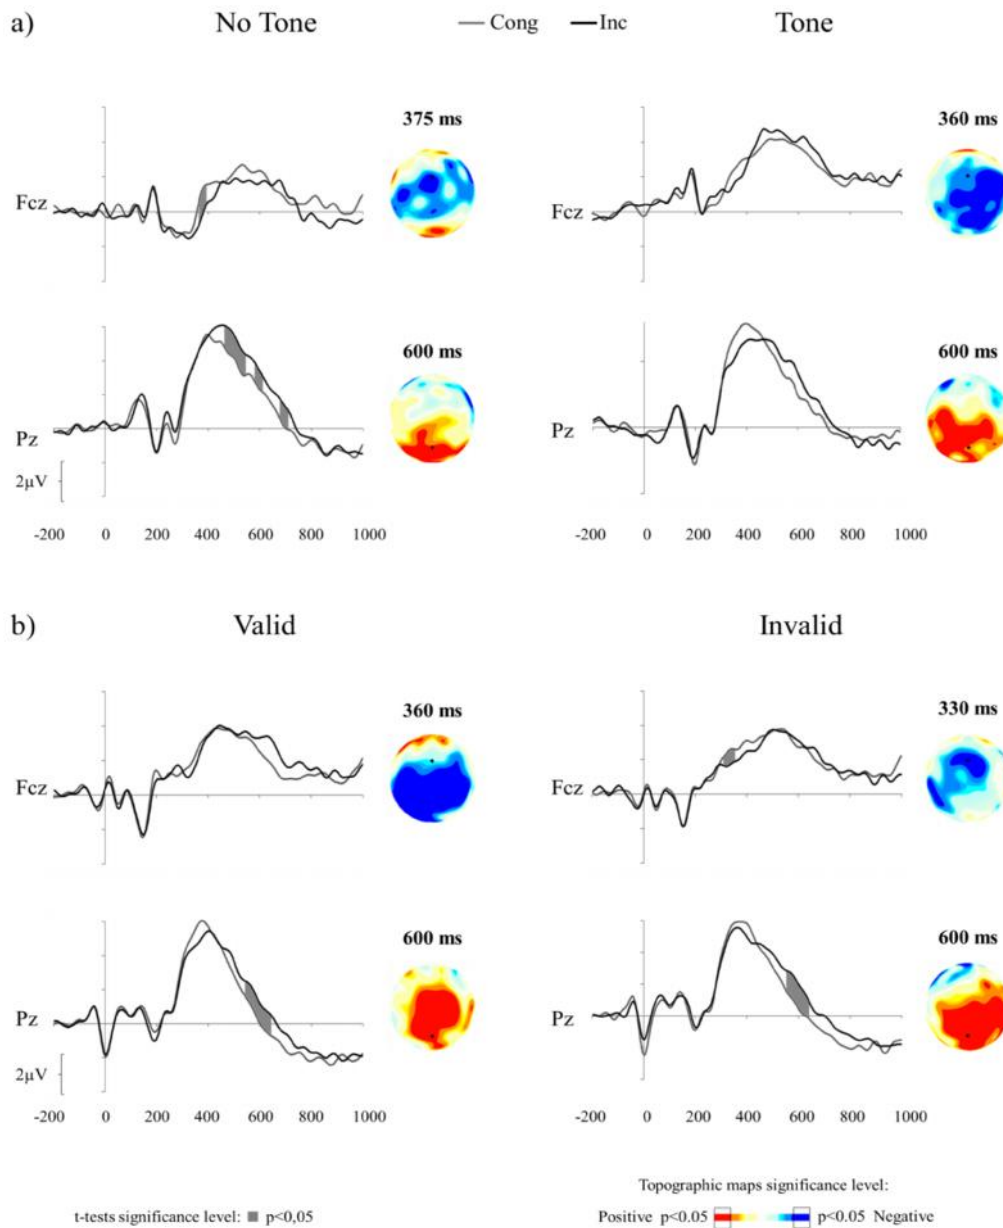 a) No Tone — Cong — Inc Tone
375 ms 360 ms
Fcz Fcz
600 ms 600 ms
Pz Pz
2µV
-200 0 200 400 600 800 1000 -200 0 200 400 600 800 1000
b) Valid Invalid
360 ms 330 ms
Fcz Fcz
600 ms 600 ms
Pz Pz
2µV
-200 0 200 400 600 800 1000 -200 0 200 400 600 800 1000
Topographic maps significance level:
t-tests significance level: p<0,05 Positive p<0.05 p<0.05 Negative